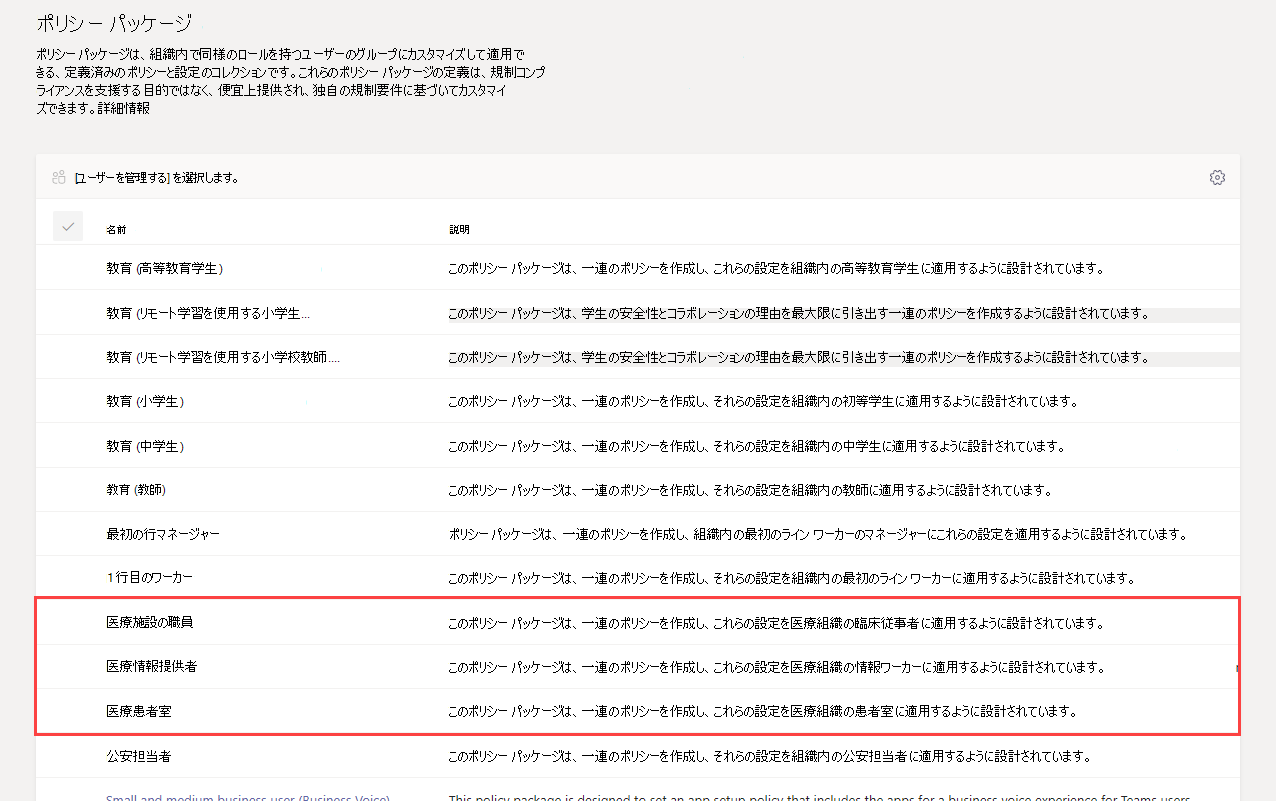 ポリシー パッケージ
ポリシー パッケージは、組織内で同様のロールを持つユーザーのグループにカスタマイズして適用で
きる、定義済みのポリシーと設定のコレクションです。これらのポリシー パッケージの定義は、規制コンプ
ライアンスを支援する目的ではなく、便宜上提供され、独自の規制要件に基づいてカスタマイ
ズできます。詳細情報
[ユーザーを管理する] を選択します。
名前 説明
教育 (高等教育学生) このポリシー パッケージは、一連のポリシーを作成し、これらの設定を組織内の高等教育学生に適用するように設計されています。
教育 (リモート学習を使用する小学生... このポリシー パッケージは、学生の安全性とコラボレーションの理由を最大限に引き出す一連のポリシーを作成するように設計されています。
教育 (リモート学習を使用する小学校教師.... このポリシー パッケージは、学生の安全性とコラボレーションの理由を最大限に引き出す一連のポリシーを作成するように設計されています。
教育 (小学生) このポリシー パッケージは、一連のポリシーを作成し、それらの設定を組織内の初等学生に適用するように設計されています。
教育 (中学生) このポリシー パッケージは、一連のポリシーを作成し、それらの設定を組織内の中学生に適用するように設計されています。
教育 (教師) このポリシー パッケージは、一連のポリシーを作成し、それらの設定を組織内の教師に適用するように設計されています。
最初の行マネージャー ポリシー パッケージは、一連のポリシーを作成し、組織内の最初のライン ワーカーのマネージャーにこれらの設定を適用するように設計されています。
1 行目のワーカー このポリシー パッケージは、一連のポリシーを作成し、それらの設定を組織内の最初のライン ワーカーに適用するように設計されています。
医療施設の職員 このポリシー パッケージは、一連のポリシーを作成し、これらの設定を医療組織の臨床従事者に適用するように設計されています。
医療情報提供者 このポリシー パッケージは、一連のポリシーを作成し、これらの設定を医療組織の情報ワーカーに適用するように設計されています。
医療患者室 このポリシー パッケージは、一連のポリシーを作成し、これらの設定を医療組織の患者室に適用するように設計されています。
公安担当者 このポリシー パッケージは、一連のポリシーを作成し、それらの設定を組織内の公安担当者に適用するように設計されています。
Small and medium business user (Business Voice) This policy package is designed to set an app setup policy that includes the apps for a business voice experience for Teams users